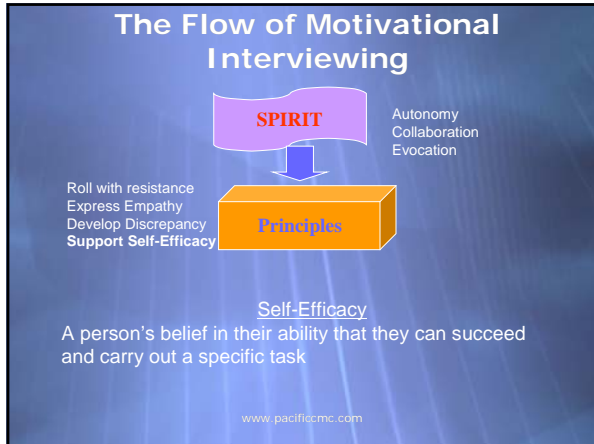 The Flow of Motivational
Interviewing
SPIRIT
Autonomy
Collaboration
Evocation
Roll with resistance
Express Empathy
Develop Discrepancy
Support Self-Efficacy
Principles
Self-Efficacy
A person's belief in their ability that they can succeed
and carry out a specific task
www.pacificcmc.com